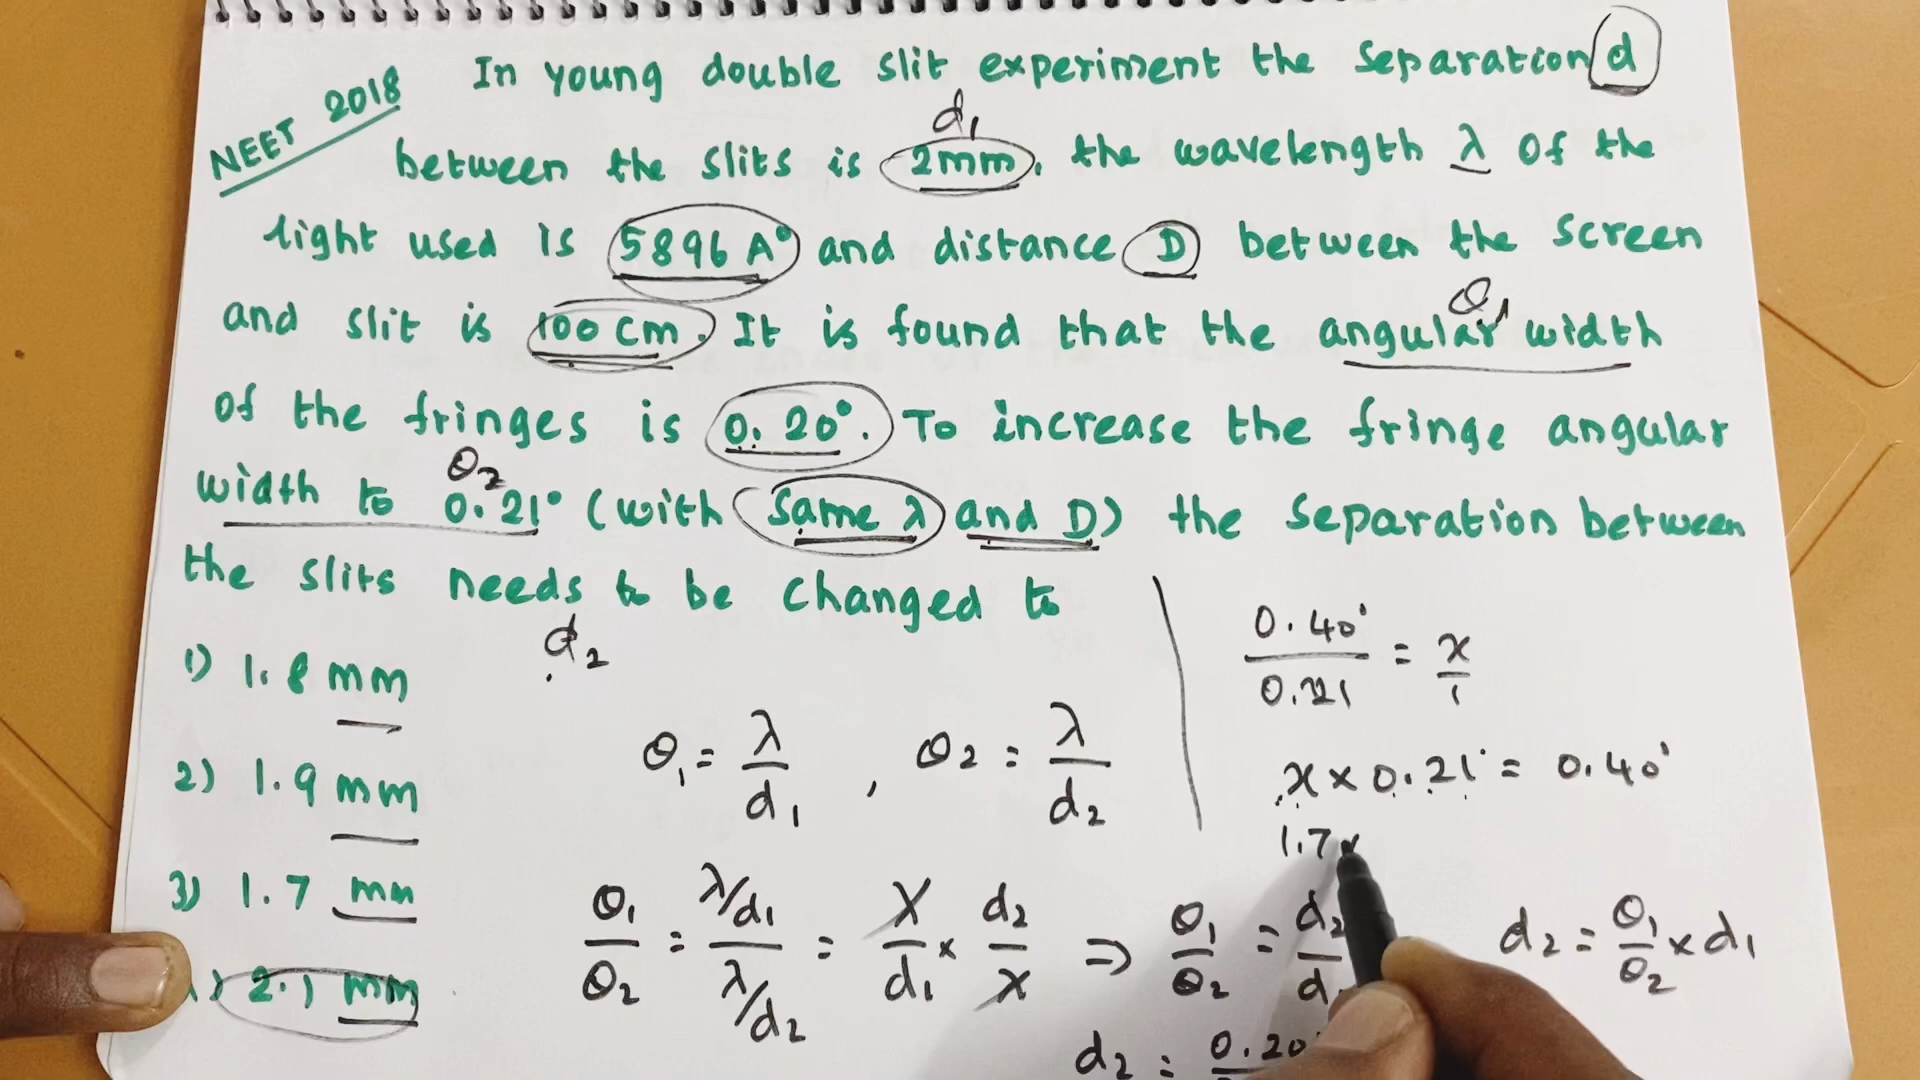 NEET 2018
In young double slit experiment the separation d
d₁
between the slits is 2mm. the wavelength λ of the
light used is 5896 A° and distance D between the screen
θ₁
and slit is 100 cm. It is found that the angular width
of the fringes is 0.20°. To increase the fringe angular
θ₂
width to 0.21° (with same λ and D) the separation between
the slits needs to be changed to
d₂
1) 1.8 mm
2) 1.9 mm
3) 1.7 mm
) 2.1 mm
θ₁ = λ/d₁ , θ₂ = λ/d₂
θ₁/θ₂ = (λ/d₁)/(λ/d₂) = λ/d₁ × d₂/λ ⇒ θ₁/θ₂ = d₂/d
d₂ = θ₁/θ₂ × d₁
d₂ = 0.20
0.40°/0.21 = x/1
x × 0.21° = 0.40°
1.7×